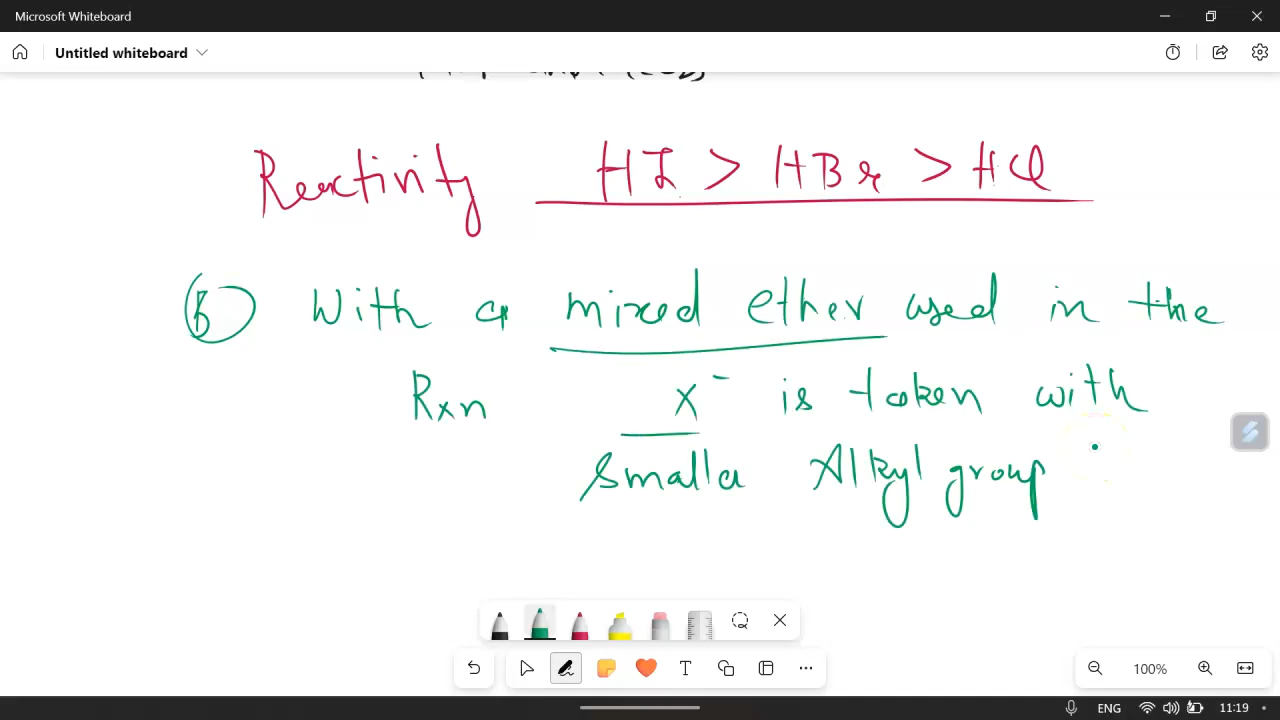 Microsoft Whiteboard
Untitled whiteboard
Reactivity HI > HBr > HCl
(b) With a mixed ether used in the
Rxn X⁻ is taken with
smaller Alkyl group
100%
ENG 11:19